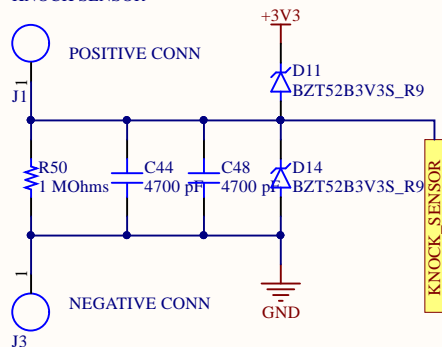 KNOCK SENSOR
+3V3
POSITIVE CONN
D11
BZT52B3V3S_R9
1
J1
R50
1 MOhms
C44
4700 pF
C48
4700 pF
D14
BZT52B3V3S_R9
KNOCK_SENSOR
1
NEGATIVE CONN
GND
J3